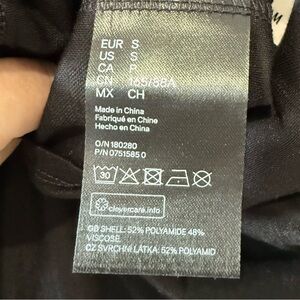 EUR S
US S
CA P
CN 165/88A
MX CH
Made in China
Fabriqué en Chine
Hecho en China
O/N 180280
P/N 0751585 0
30
clevercare.info
GB SHELL: 52% POLYAMIDE 48%
VISCOSE
CZ SVRCHNÍ LÁTKA: 52% POLYAMID